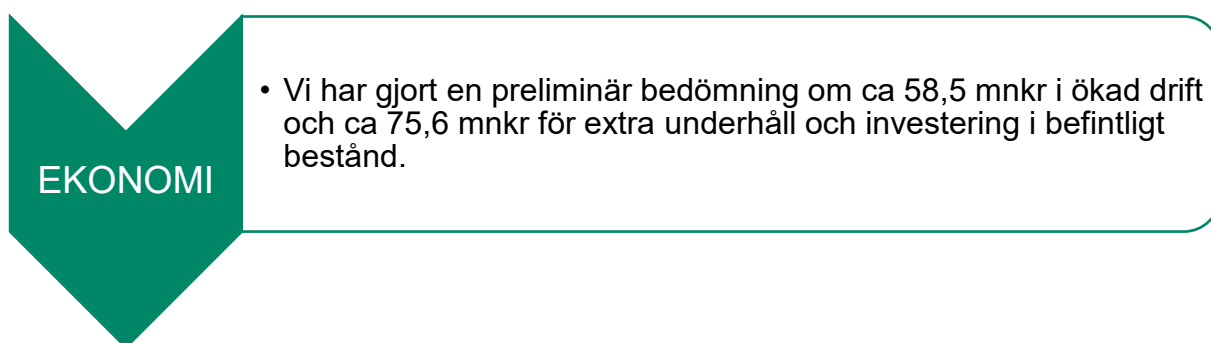 EKONOMI
• Vi har gjort en preliminär bedömning om ca 58,5 mnkr i ökad drift
och ca 75,6 mnkr för extra underhåll och investering i befintligt
bestånd.